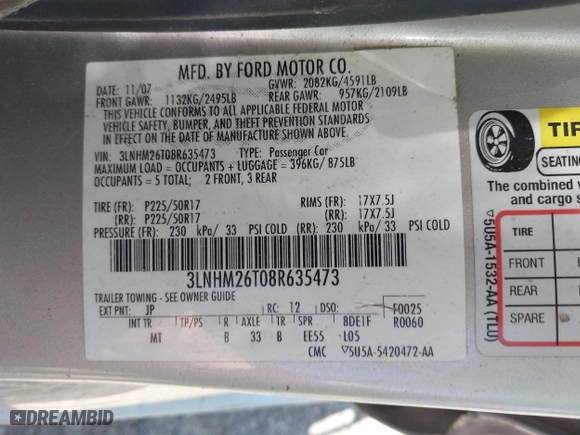 MFD. BY FORD MOTOR CO.
DATE: 11/07 GVWR: 2082KG/4591LB
FRONT GAWR: 1132KG/2495LB REAR GAWR: 957KG/2109LB
THIS VEHICLE CONFORMS TO ALL APPLICABLE FEDERAL MOTOR
VEHICLE SAFETY, BUMPER, AND THEFT PREVENTION STANDARDS
IN EFFECT ON THE DATE OF MANUFACTURE SHOWN ABOVE.
VIN: 3LNHM26T08R635473 TYPE: Passenger Car
MAXIMUM LOAD = OCCUPANTS + LUGGAGE = 396KG/ 875LB
OCCUPANTS = 5 TOTAL; 2 FRONT, 3 REAR
TIRE (FR): P225/50R17 RIMS (FR): 17X7.5J
(RR): P225/50R17 (RR): 17X7.5J
PRESSURE (FR): 230 kPa/ 33 PSI COLD (RR): 230 kPa/ 33 PSI COLD
3LNHM26T08R635473
TRAILER TOWING - SEE OWNER GUIDE
EXT PNT: JP RC: 12 DSO: F0025
INT TR TP/PS R AXLE TR SPR 8DE1F R0060
MT B 33 B EE55 L05
CMC ▽5U5A-5420472-AA
TIR
SEATING
The combined w
and cargo s
TIRE
FRONT
REAR
SPARE
▽5U5A-1532-AA (TL0)
DREAMBID